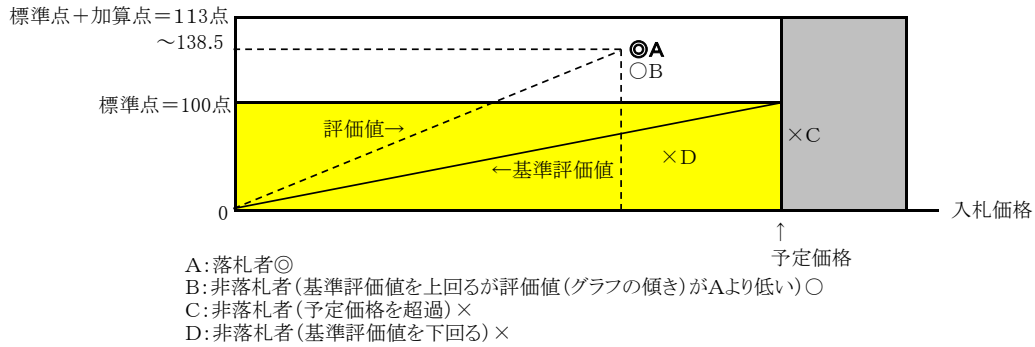 標準点＋加算点＝113点
～138.5
◎A
○B
標準点＝100点
評価値→
×C
×D
←基準評価値
0
入札価格
↑
予定価格
A：落札者◎
B：非落札者（基準評価値を上回るが評価値（グラフの傾き）がAより低い）○
C：非落札者（予定価格を超過）×
D：非落札者（基準評価値を下回る）×